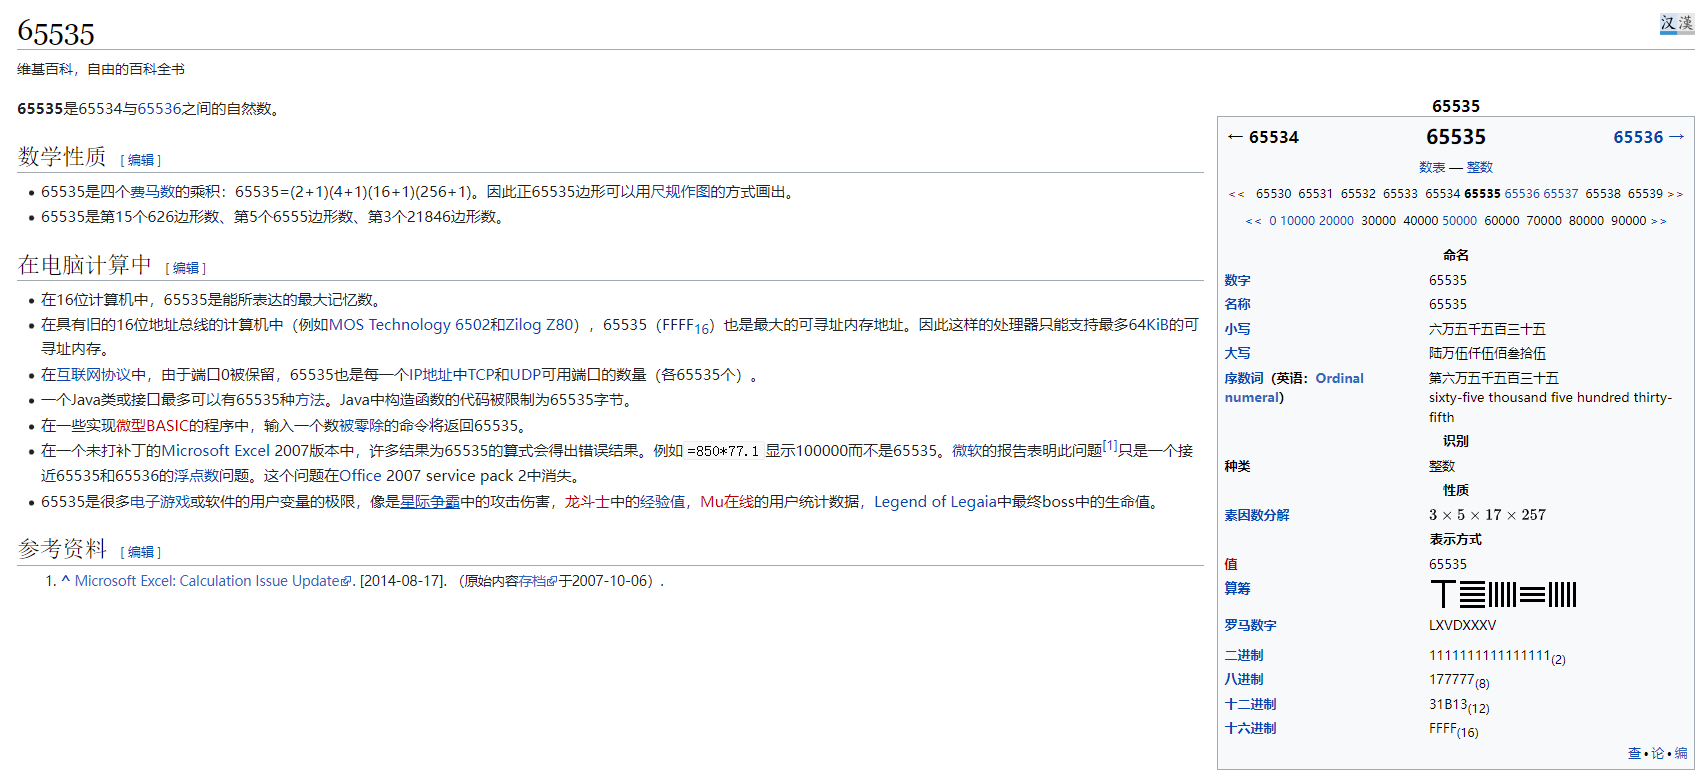 65535
汉 漢
维基百科，自由的百科全书
65535是65534与65536之间的自然数。
数学性质 [ 编辑 ]
65535是四个费马数的乘积：65535=(2+1)(4+1)(16+1)(256+1)。因此正65535边形可以用尺规作图的方式画出。
65535是第15个626边形数、第5个6555边形数、第3个21846边形数。
在电脑计算中 [ 编辑 ]
在16位计算机中，65535是能所表达的最大记忆数。
在具有旧的16位地址总线的计算机中（例如MOS Technology 6502和Zilog Z80），65535（FFFF16）也是最大的可寻址内存地址。因此这样的处理器只能支持最多64KiB的可
寻址内存。
在互联网协议中，由于端口0被保留，65535也是每一个IP地址中TCP和UDP可用端口的数量（各65535个）。
一个Java类或接口最多可以有65535种方法。Java中构造函数的代码被限制为65535字节。
在一些实现微型BASIC的程序中，输入一个数被零除的命令将返回65535。
在一个未打补丁的Microsoft Excel 2007版本中，许多结果为65535的算式会得出错误结果。例如 =850*77.1 显示100000而不是65535。微软的报告表明此问题[1]只是一个接
近65535和65536的浮点数问题。这个问题在Office 2007 service pack 2中消失。
65535是很多电子游戏或软件的用户变量的极限，像是星际争霸中的攻击伤害，龙斗士中的经验值，Mu在线的用户统计数据，Legend of Legaia中最终boss中的生命值。
参考资料 [ 编辑 ]
1. ^ Microsoft Excel: Calculation Issue Update. [2014-08-17]. （原始内容存档于2007-10-06）.
65535
← 65534 65535 65536 →
数表 — 整数
<< 65530 65531 65532 65533 65534 65535 65536 65537 65538 65539 >>
<< 0 10000 20000 30000 40000 50000 60000 70000 80000 90000 >>
命名
数字 65535
名称 65535
小写 六万五千五百三十五
大写 陆万伍仟伍佰叁拾伍
序数词（英语：Ordinal 第六万五千五百三十五
numeral） sixty-five thousand five hundred thirty-
fifth
识别
种类 整数
性质
素因数分解 3 × 5 × 17 × 257
表示方式
值 65535
算筹
罗马数字 LXVDXXXV
二进制 1111111111111111(2)
八进制 177777(8)
十二进制 31B13(12)
十六进制 FFFF(16)
查 • 论 • 编